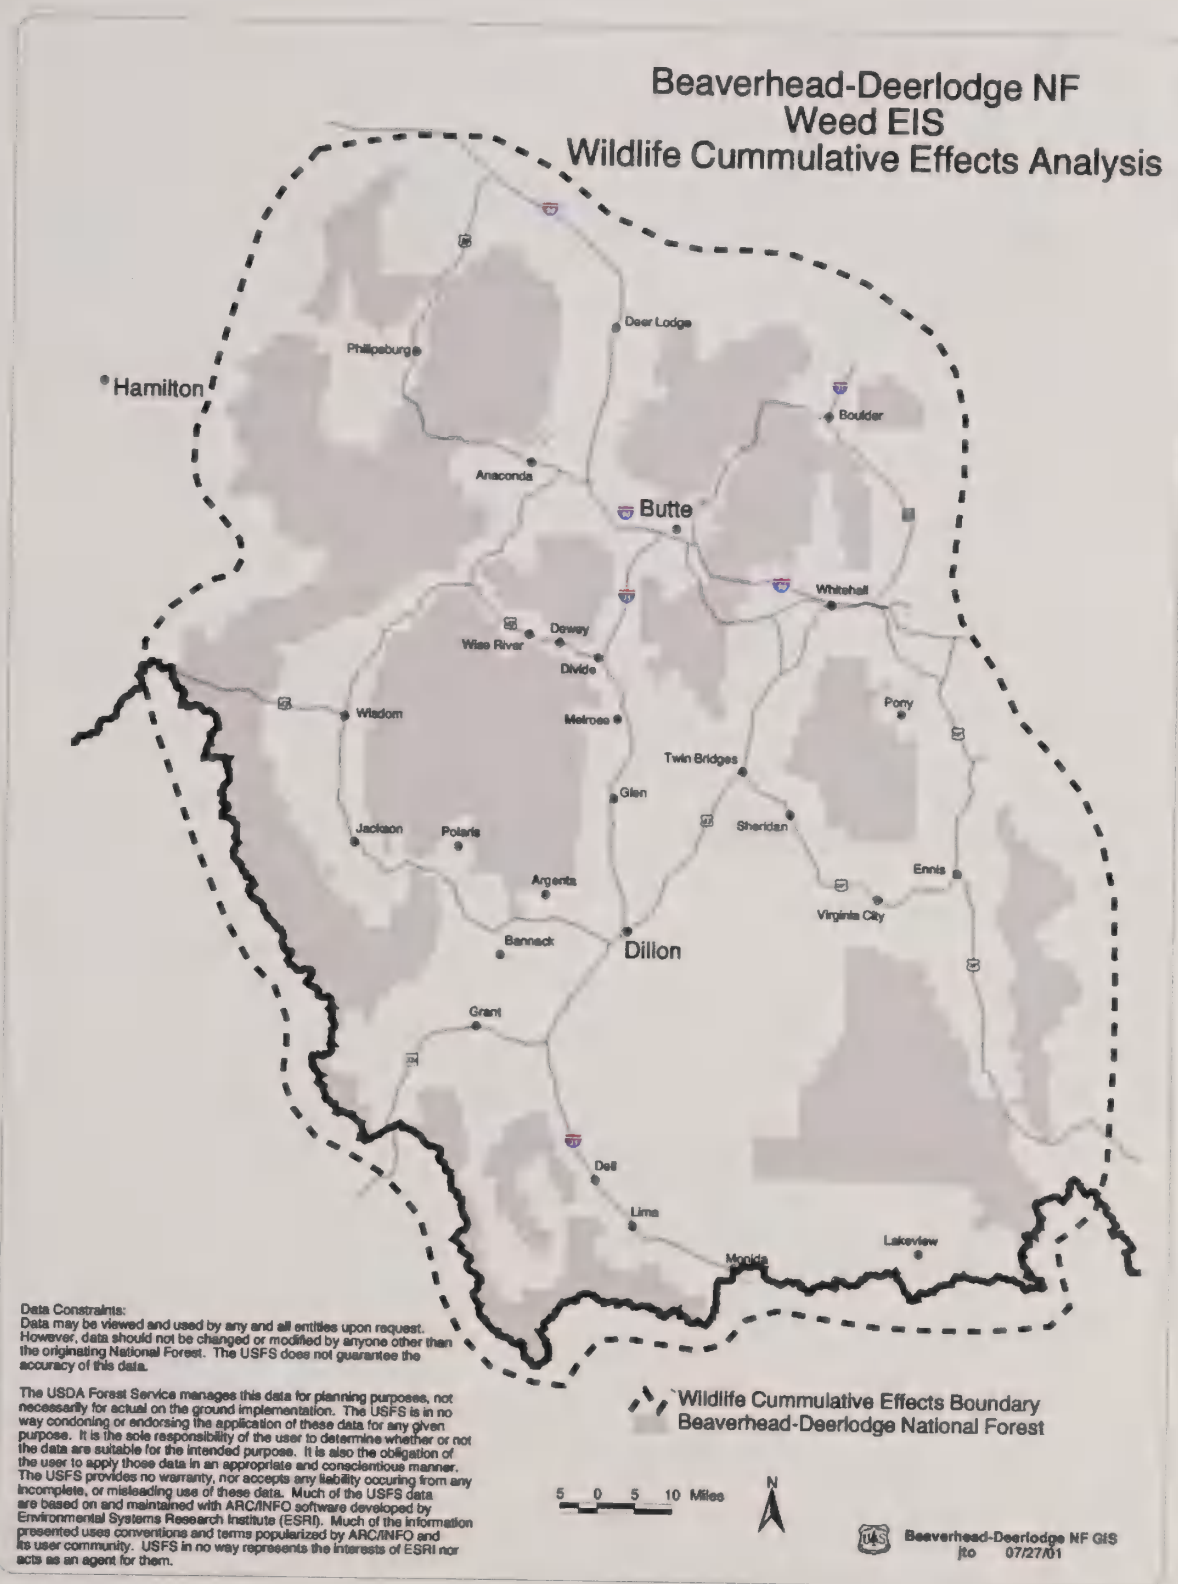 Beaverhead-Deerlodge NF
Weed EIS
Wildlife Cummulative Effects Analysis
Deer Lodge
Philipsburg
Hamilton
Boulder
Anaconda
Butte
90
15
Whitehall
Dewey
Wise River
Divide
Wisdom
Pony
Melrose
Twin Bridges
Glen
Sheridan
Jackson
Polaris
Argenta
Ennis
Virginia City
Bannack
Dillon
Grant
Dell
Lima
Lakeview
Monida
Data Constraints:
Data may be viewed and used by any and all entities upon request.
However, data should not be changed or modified by anyone other than
the originating National Forest. The USFS does not guarantee the
accuracy of this data.
The USDA Forest Service manages this data for planning purposes, not
necessarily for actual on the ground implementation. The USFS is in no
way condoning or endorsing the application of these data for any given
purpose. It is the sole responsibility of the user to determine whether or not
the data are suitable for the intended purpose. It is also the obligation of
the user to apply those data in an appropriate and conscientious manner.
The USFS provides no warranty, nor accepts any liability occuring from any
incomplete, or misleading use of these data. Much of the USFS data
are based on and maintained with ARC/INFO software developed by
Environmental Systems Research Institute (ESRI). Much of the information
presented uses conventions and terms popularized by ARC/INFO and
its user community. USFS in no way represents the interests of ESRI nor
acts as an agent for them.
Wildlife Cummulative Effects Boundary
Beaverhead-Deerlodge National Forest
5 0 5 10 Miles
N
Beaverhead-Deerlodge NF GIS
jto 07/27/01